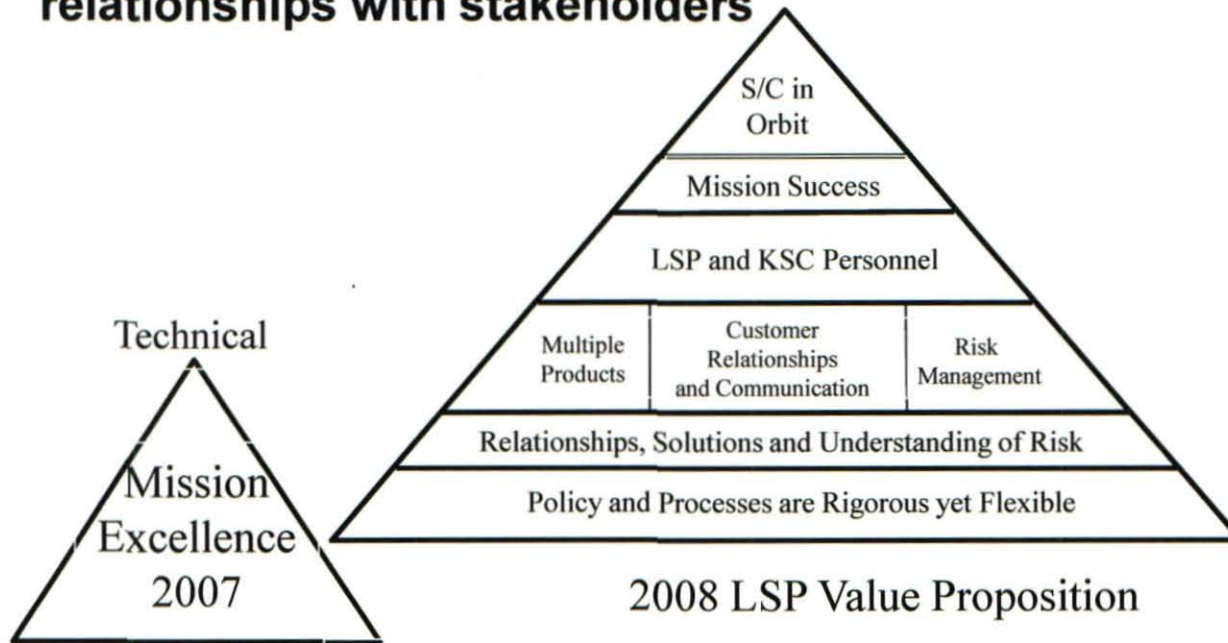 relationships with stakeholders
S/C in
Orbit
Mission Success
LSP and KSC Personnel
Multiple
Products
Customer
Relationships
and Communication
Risk
Management
Relationships, Solutions and Understanding of Risk
Policy and Processes are Rigorous yet Flexible
2008 LSP Value Proposition
Technical
Mission
Excellence
2007